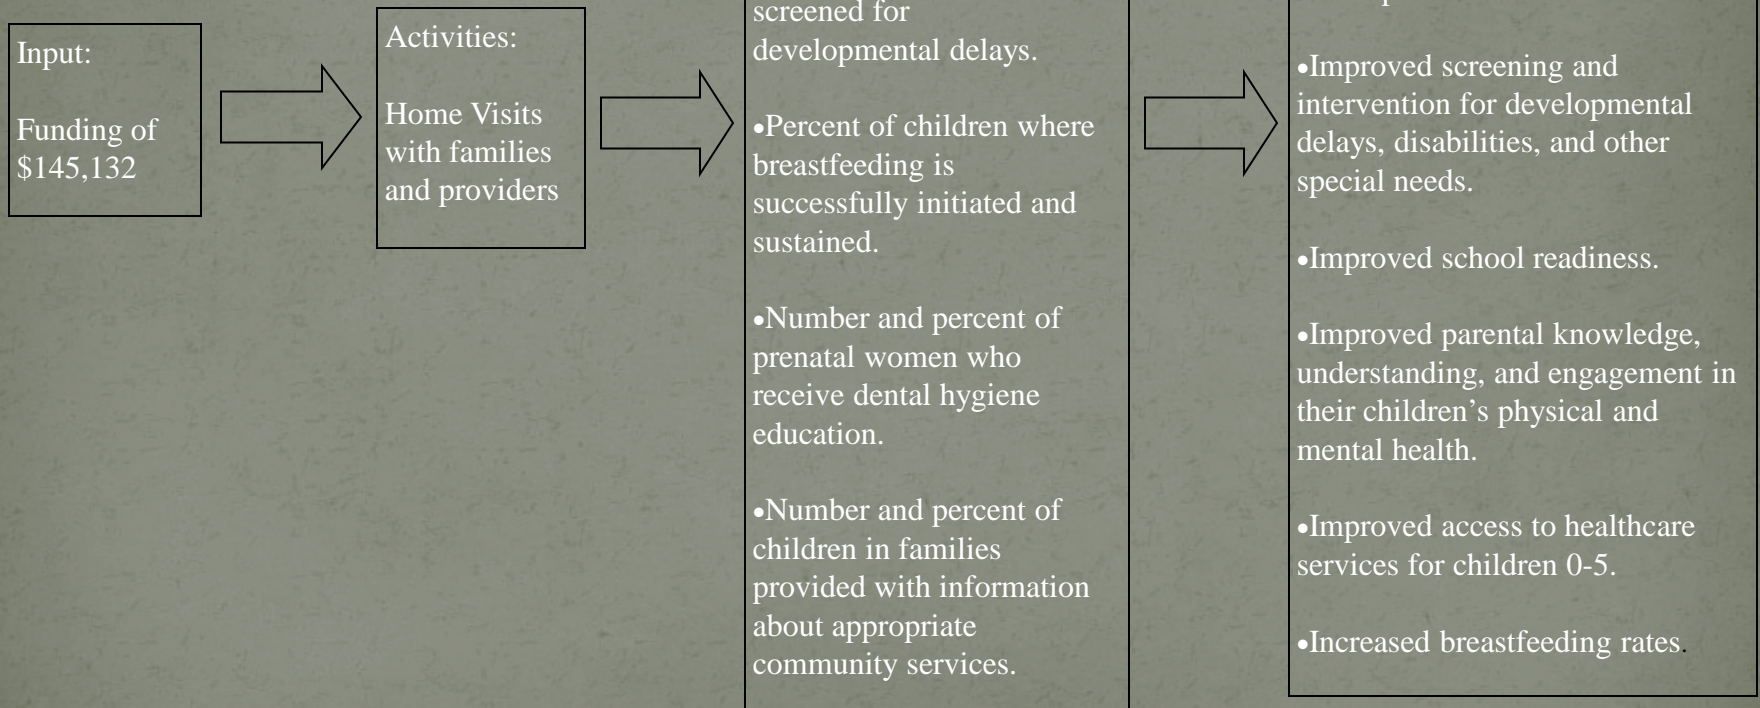 Input:
Funding of
$145,132
Activities:
Home Visits
with families
and providers
screened for
developmental delays.
•Percent of children where
breastfeeding is
successfully initiated and
sustained.
•Number and percent of
prenatal women who
receive dental hygiene
education.
•Number and percent of
children in families
provided with information
about appropriate
community services.
•Improved screening and
intervention for developmental
delays, disabilities, and other
special needs.
•Improved school readiness.
•Improved parental knowledge,
understanding, and engagement in
their children’s physical and
mental health.
•Improved access to healthcare
services for children 0-5.
•Increased breastfeeding rates.